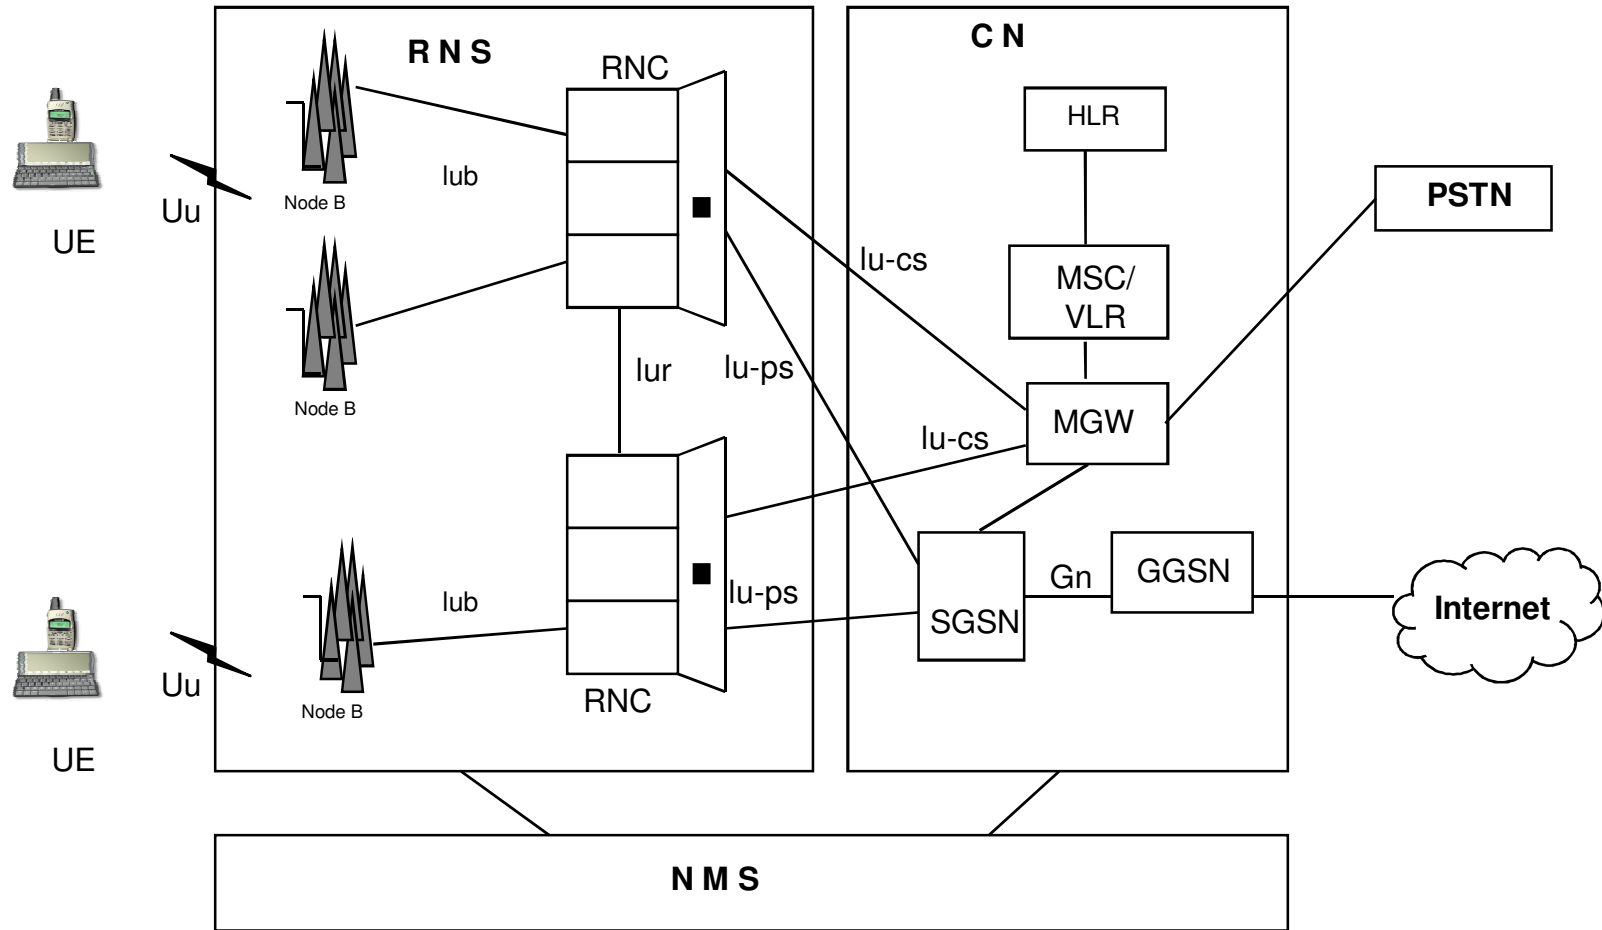 R N S
C N
RNC
HLR
Iub
Node B
Uu
UE
PSTN
Iu-cs
MSC/
VLR
Iur
Iu-ps
Node B
MGW
Iu-cs
Gn
GGSN
Iub
Iu-ps
SGSN
Internet
Uu
RNC
Node B
UE
N M S